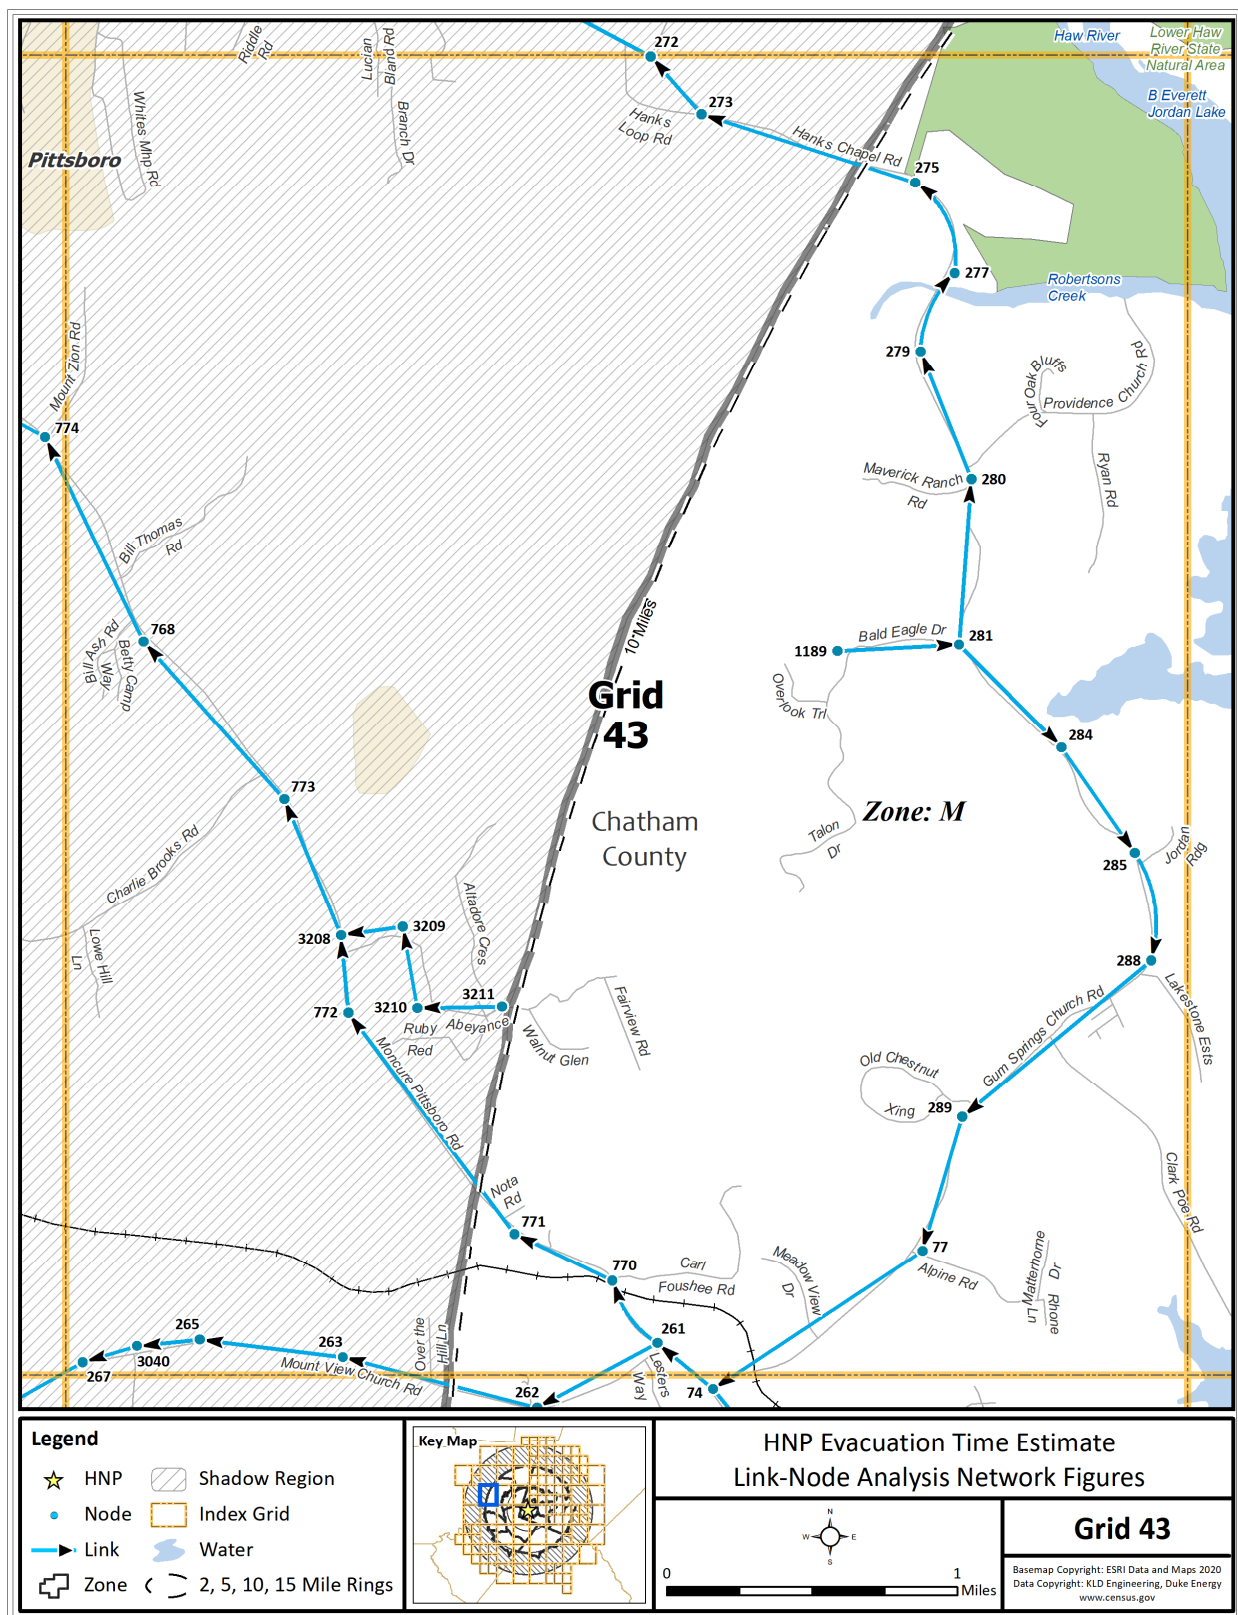 Riddle
Rd
Lucian
Bland Rd
272
Haw River
Lower Haw
River State
Natural Area
B Everett
Jordan Lake
Whites Mhp Rd
Branch Dr
273
Hanks
Loop Rd
Hanks Chapel Rd
Pittsboro
275
277
Robertsons
Creek
279
Mount Zion Rd
774
Four Oak Bluffs
Providence Church Rd
Maverick Ranch
Rd
280
Ryan Rd
Bill Thomas
Rd
10 Miles
768
Bill Ash Rd
Way
Betty Camp
Bald Eagle Dr
1189
281
Overlook Trl
Grid
43
284
773
Chatham
County
Zone: M
Talon
Dr
285
Jordan
Rdg
Charlie Brooks Rd
Altadore Cres
3209
3208
Lowe Hill
Ln
288
Lakestone Ests
3211
3210
772
Ruby
Red
Abeyance
Walnut Glen
Fairview Rd
Gum Springs Church Rd
Moncure Pittsboro Rd
Old Chestnut
Xing
289
Clark Poe Rd
Nota
Rd
771
77
Alpine Rd
Matterhorne
Ln
Dr
Rhone
770
Carl
Foushee Rd
Meadow View
Dr
265
263
3040
267
Mount View Church Rd
Over the
Hill Ln
261
262
Lesters
Way
74
Legend
HNP
Shadow Region
Node
Index Grid
Link
Water
Zone
2, 5, 10, 15 Mile Rings
Key Map
HNP Evacuation Time Estimate
Link-Node Analysis Network Figures
N
W
E
S
0
1
Miles
Grid 43
Basemap Copyright: ESRI Data and Maps 2020
Data Copyright: KLD Engineering, Duke Energy
www.census.gov